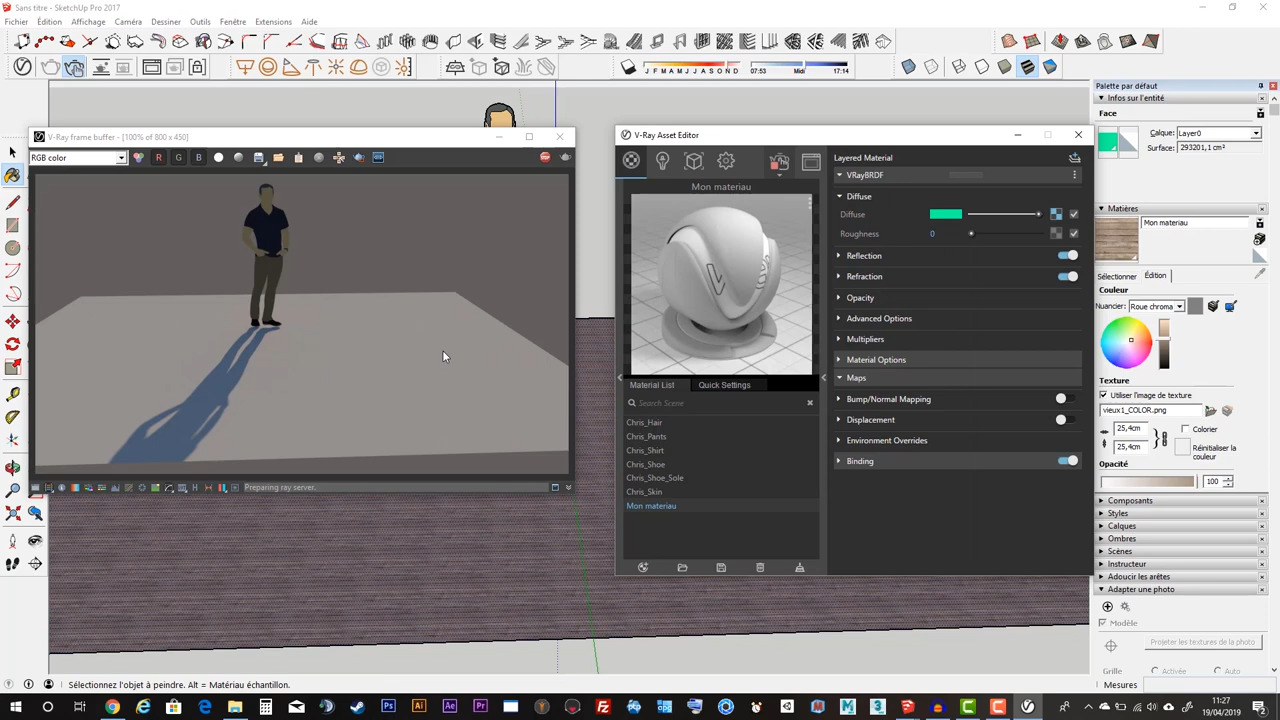 Sans titre - SketchUp Pro 2017
Fichier Édition Affichage Caméra Dessiner Outils Fenêtre Extensions Aide
J F M A M J J A S O N D
07:53 Midi 17:14
Palette par défaut
Infos sur l'entité
Face
Calque: Layer0
Surface: 293201,1 cm²
Matières
Mon materiau
Sélectionner Édition
Couleur
Nuancier: Roue chroma
Texture
Utiliser l'image de texture
vieux1_COLOR.png
25,4cm Colorier
25,4cm Réinitialiser la
couleur
Opacité
100
Composants
Styles
Calques
Ombres
Scènes
Instructeur
Adoucir les arêtes
Adapter une photo
Modèle
Projeter les textures de la photo
Grille Activée Auto
V-Ray frame buffer - [100% of 800 x 450]
RGB color
R G B
Preparing ray server.
V-Ray Asset Editor
Mon materiau
Material List Quick Settings
Search Scene
Chris_Hair
Chris_Pants
Chris_Shirt
Chris_Shoe
Chris_Shoe_Sole
Chris_Skin
Mon materiau
Layered Material
VRayBRDF
Diffuse
Diffuse
Roughness 0
Reflection
Refraction
Opacity
Advanced Options
Multipliers
Material Options
Maps
Bump/Normal Mapping
Displacement
Environment Overrides
Binding
Sélectionnez l'objet à peindre. Alt = Matériau échantillon.
Mesures
11:27
19/04/2019